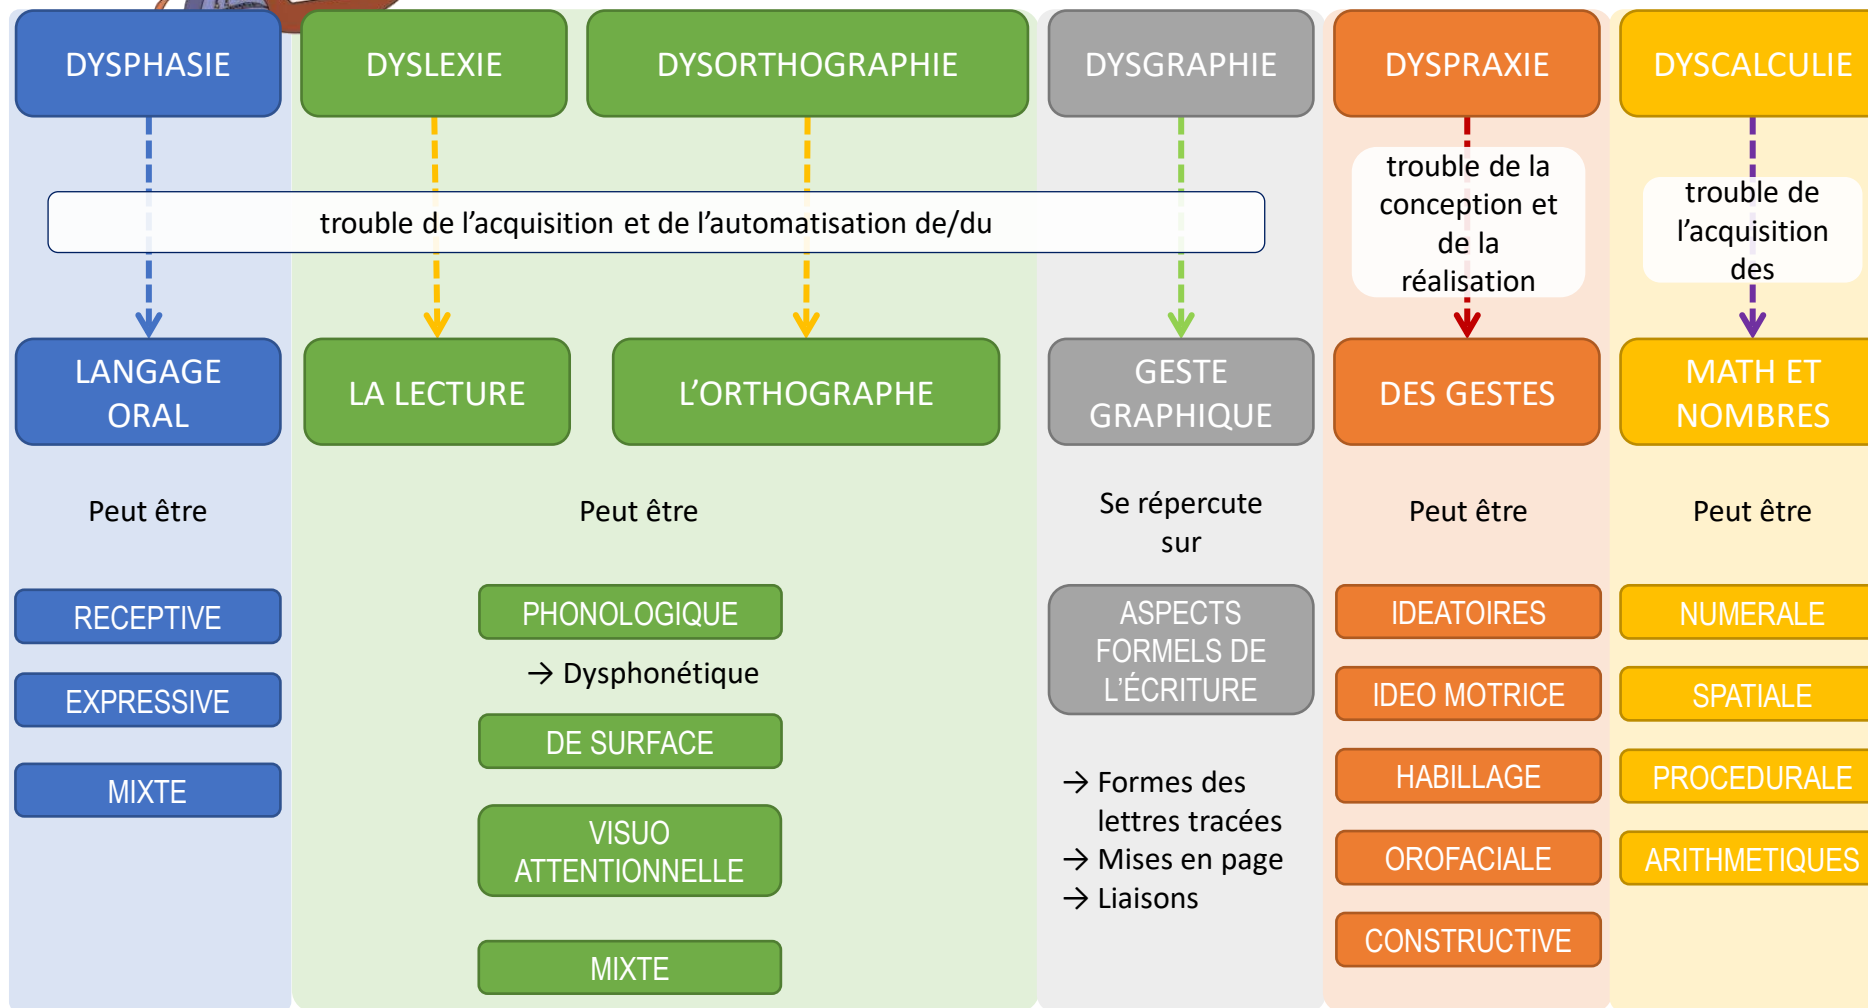 DYSPHASIE
DYSLEXIE
DYSORTHOGRAPHIE
DYSGRAPHIE
DYSPRAXIE
DYSCALCULIE
trouble de l’acquisition et de l’automatisation de/du
trouble de la
conception et
de la
réalisation
trouble de
l’acquisition
des
LANGAGE
ORAL
LA LECTURE
L’ORTHOGRAPHE
GESTE
GRAPHIQUE
DES GESTES
MATH ET
NOMBRES
Peut être
Peut être
Se répercute
sur
Peut être
Peut être
RECEPTIVE
EXPRESSIVE
MIXTE
PHONOLOGIQUE
→ Dysphonétique
DE SURFACE
VISUO
ATTENTIONNELLE
MIXTE
ASPECTS
FORMELS DE
L’ÉCRITURE
→ Formes des
lettres tracées
→ Mises en page
→ Liaisons
IDEATOIRES
IDEO MOTRICE
HABILLAGE
OROFACIALE
CONSTRUCTIVE
NUMERALE
SPATIALE
PROCEDURALE
ARITHMETIQUES